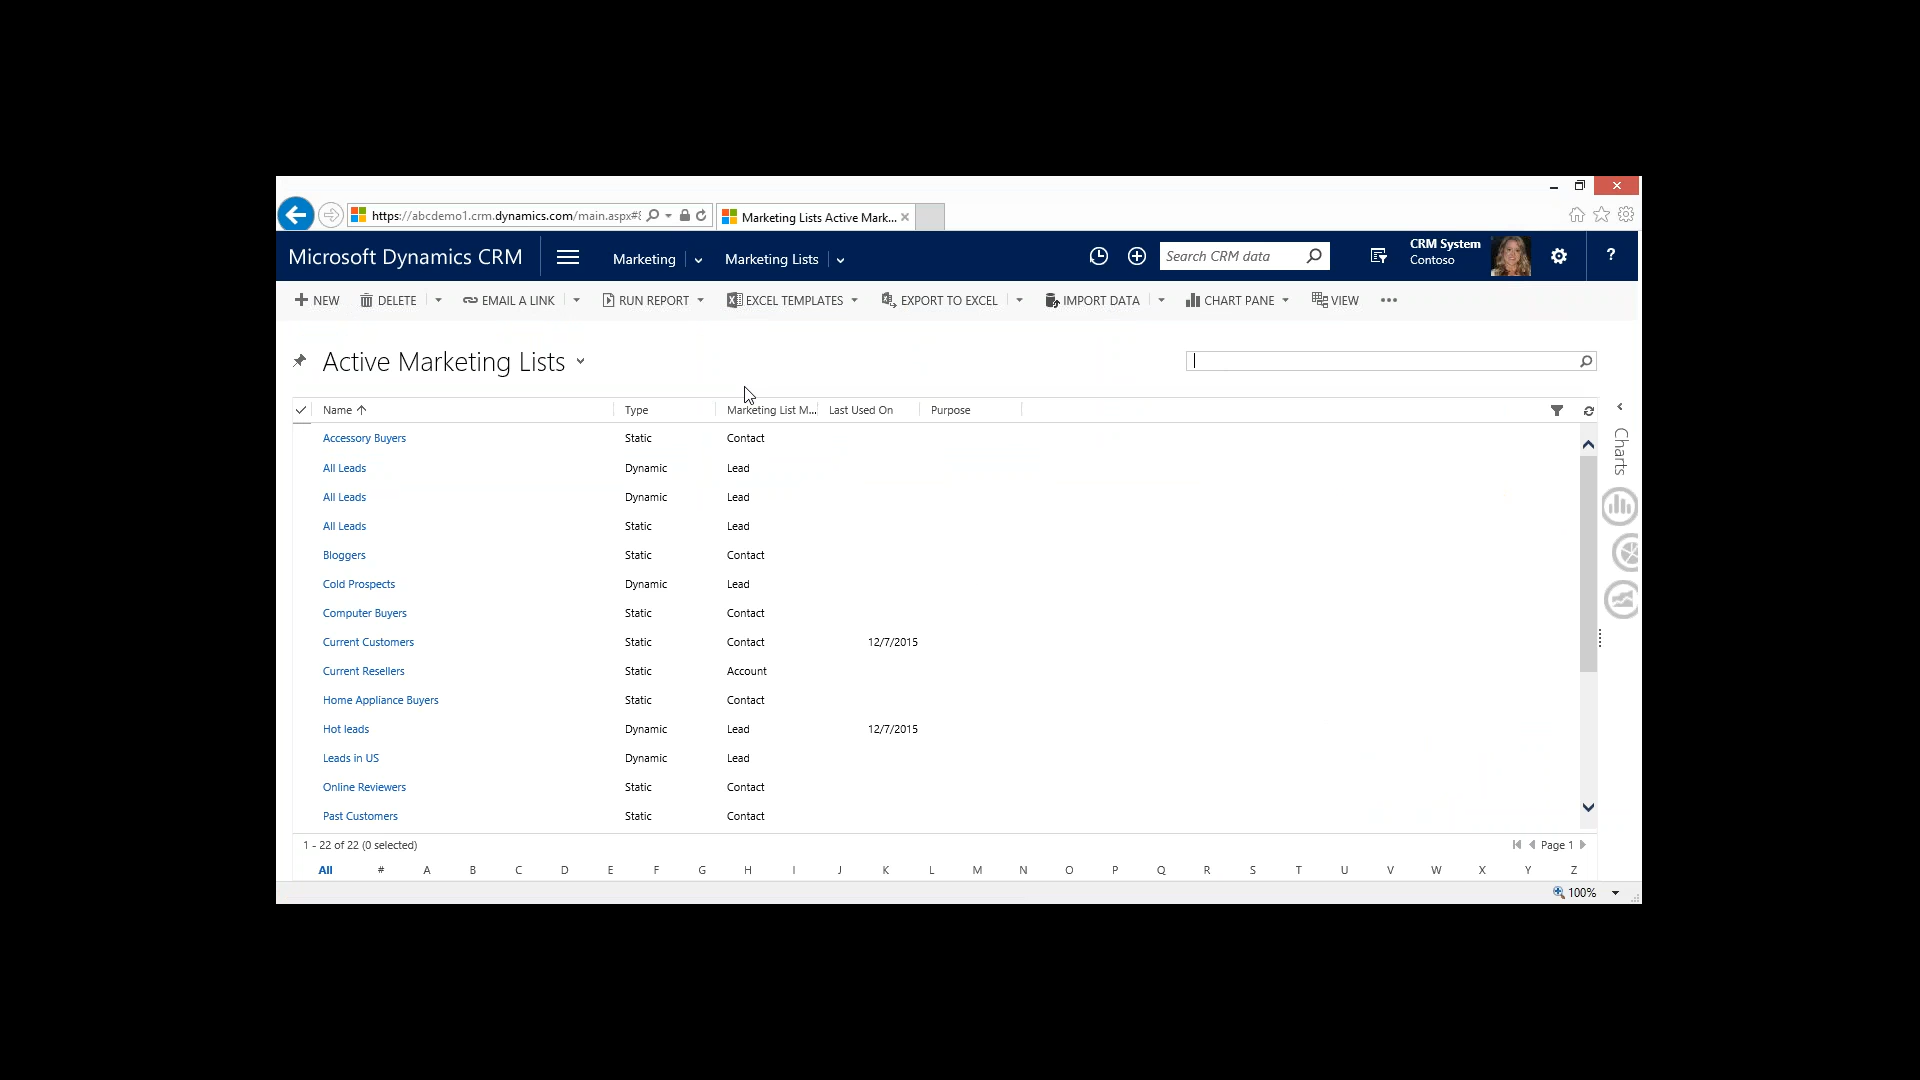 https://abcdemo1.crm.dynamics.com/main.aspx#
Marketing Lists Active Mark...
Microsoft Dynamics CRM
Marketing
Marketing Lists
Search CRM data
CRM System
Contoso
?
NEW
DELETE
EMAIL A LINK
RUN REPORT
EXCEL TEMPLATES
EXPORT TO EXCEL
IMPORT DATA
CHART PANE
VIEW
Active Marketing Lists
Name Type Marketing List M... Last Used On Purpose
Accessory Buyers Static Contact
All Leads Dynamic Lead
All Leads Dynamic Lead
All Leads Static Lead
Bloggers Static Contact
Cold Prospects Dynamic Lead
Computer Buyers Static Contact
Current Customers Static Contact 12/7/2015
Current Resellers Static Account
Home Appliance Buyers Static Contact
Hot leads Dynamic Lead 12/7/2015
Leads in US Dynamic Lead
Online Reviewers Static Contact
Past Customers Static Contact
Charts
1 - 22 of 22 (0 selected)
Page 1
All # A B C D E F G H I J K L M N O P Q R S T U V W X Y Z
100%